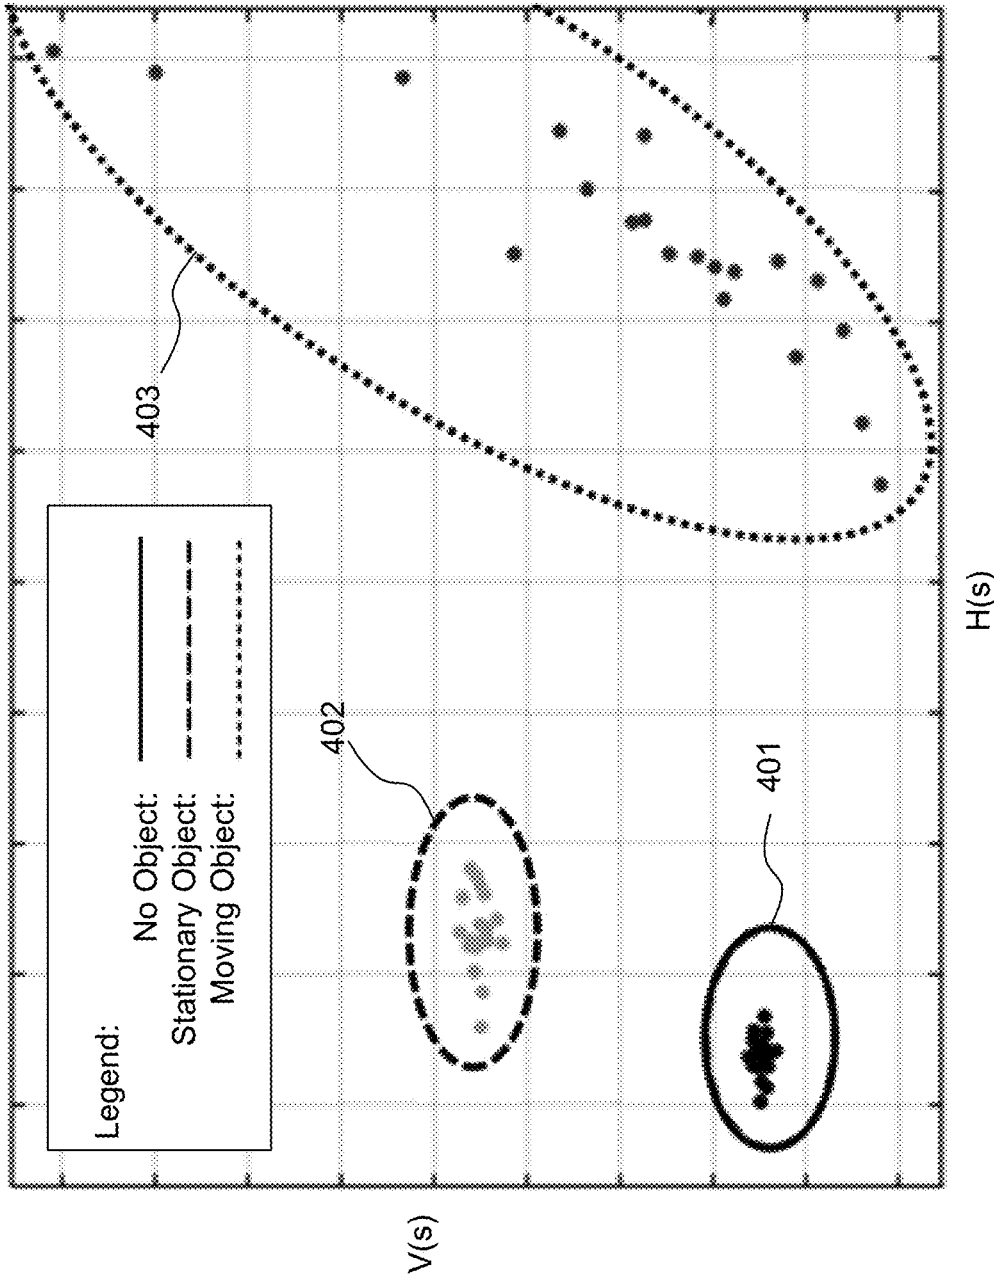 Legend:
No Object:
Stationary Object:
Moving Object:
403
402
401
V(s)
H(s)